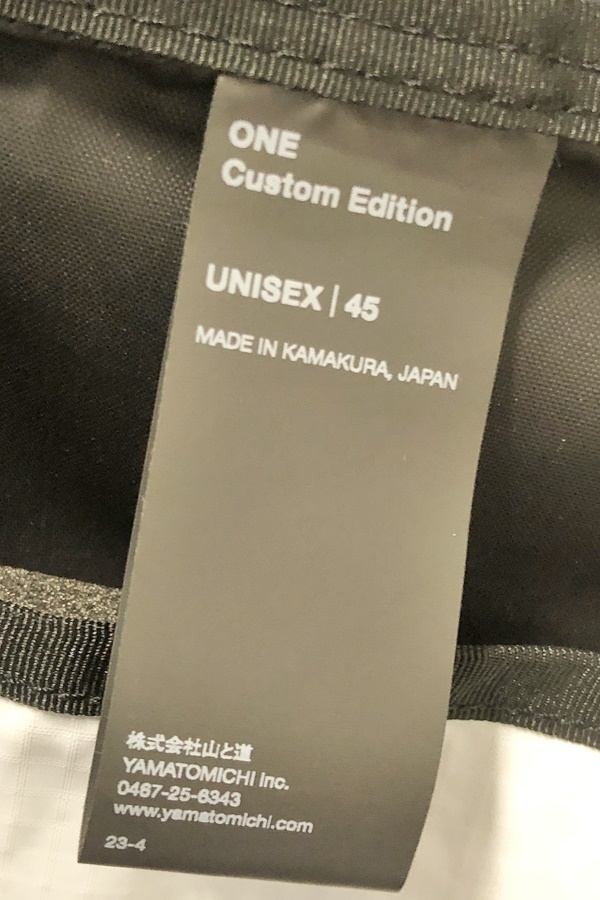 ONE
Custom Edition
UNISEX | 45
MADE IN KAMAKURA, JAPAN
株式会社山と道
YAMATOMICHI Inc.
0467-25-6343
www.yamatomichi.com
23-4